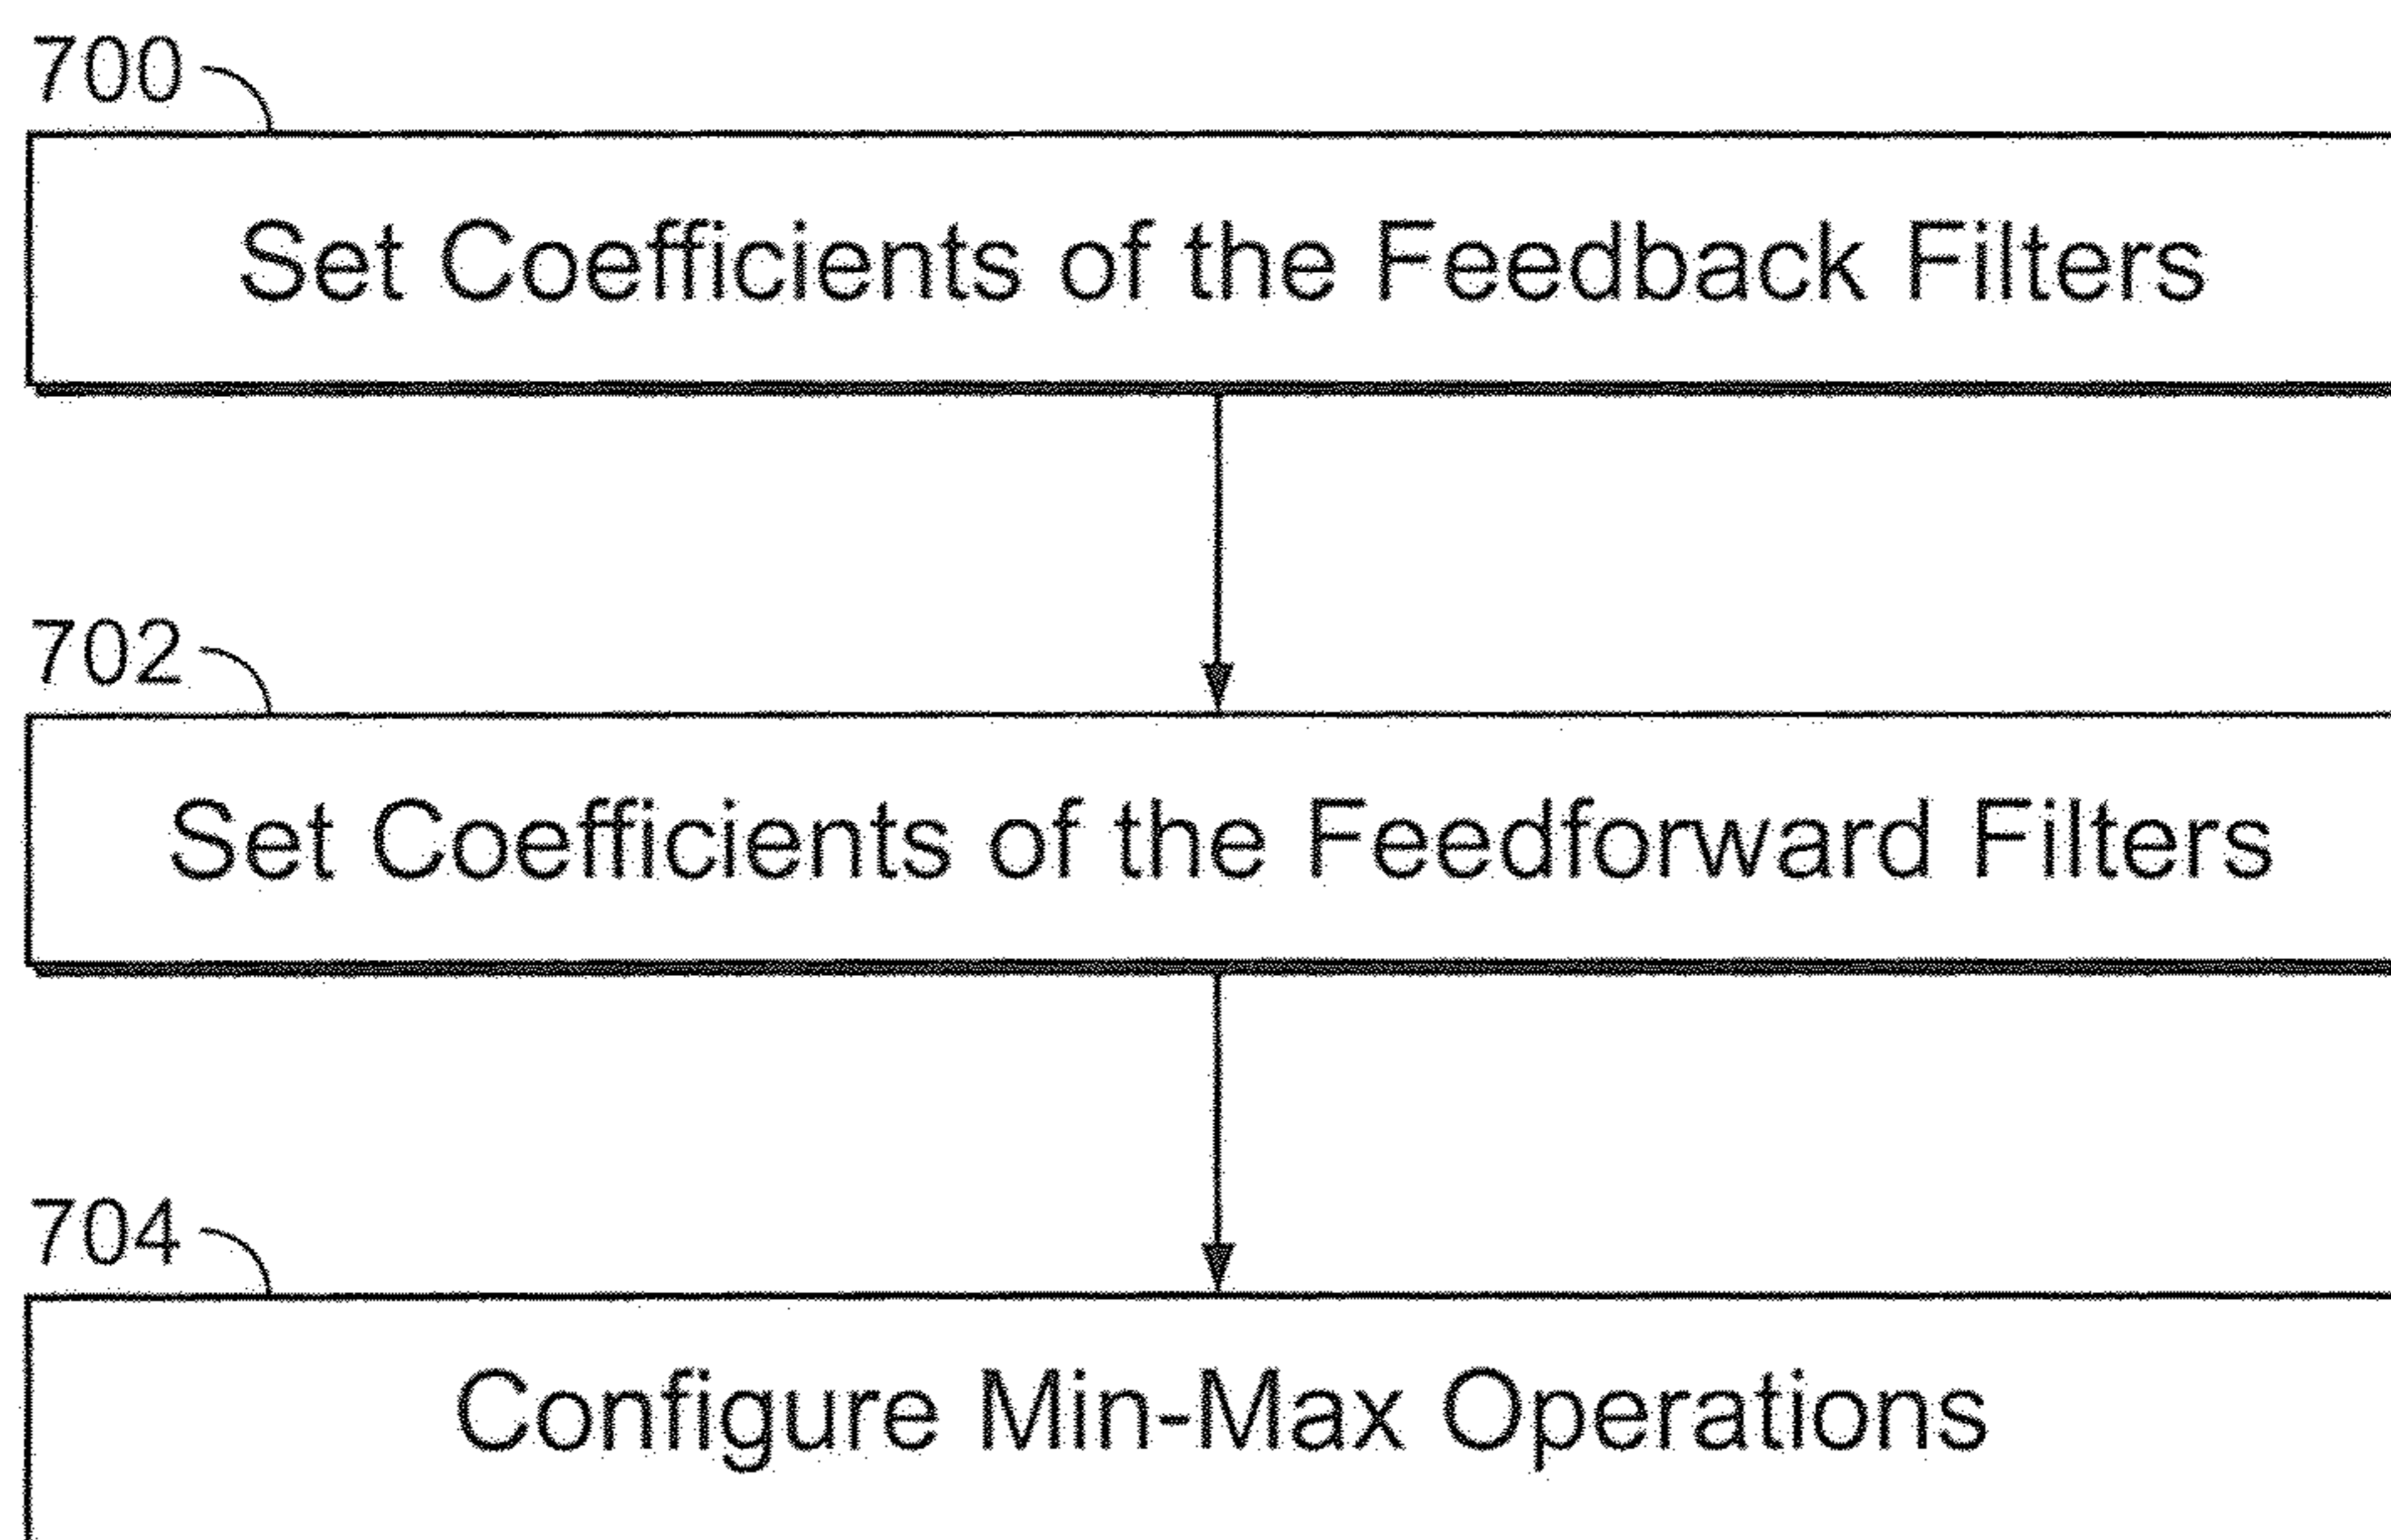 700
Set Coefficients of the Feedback Filters
702
Set Coefficients of the Feedforward Filters
704
Configure Min-Max Operations